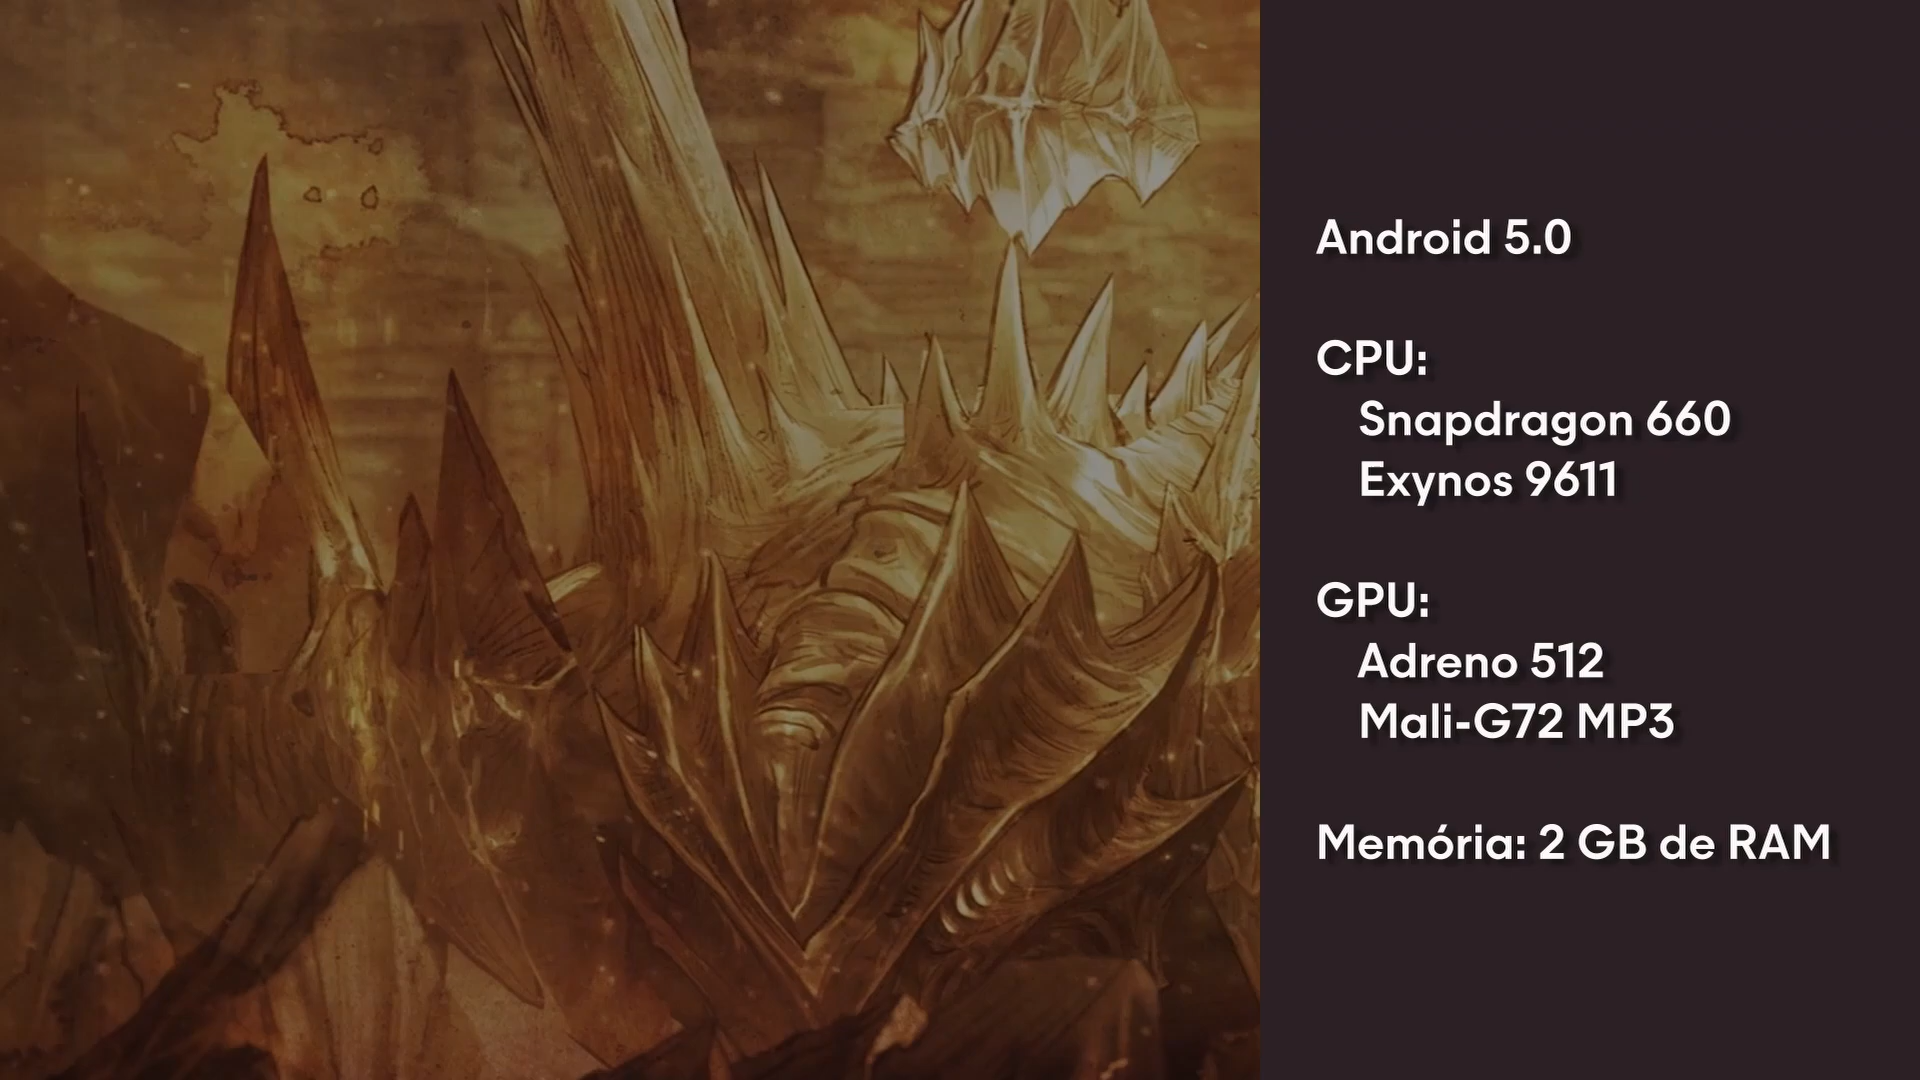 Android 5.0
CPU:
Snapdragon 660
Exynos 9611
GPU:
Adreno 512
Mali-G72 MP3
Memória: 2 GB de RAM